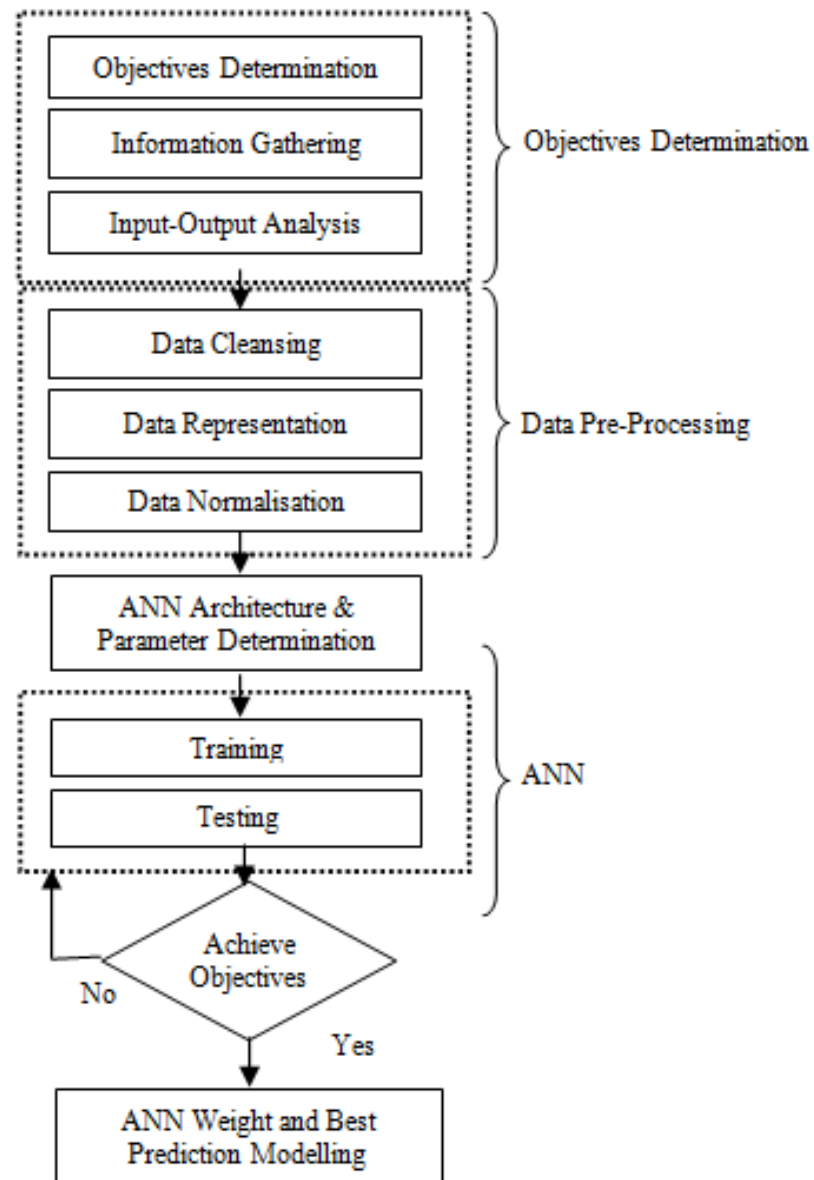 Objectives Determination
Information Gathering
Input-Output Analysis
Objectives Determination
Data Cleansing
Data Representation
Data Normalisation
Data Pre-Processing
ANN Architecture &
Parameter Determination
Training
Testing
ANN
Achieve
Objectives
No
Yes
ANN Weight and Best
Prediction Modelling